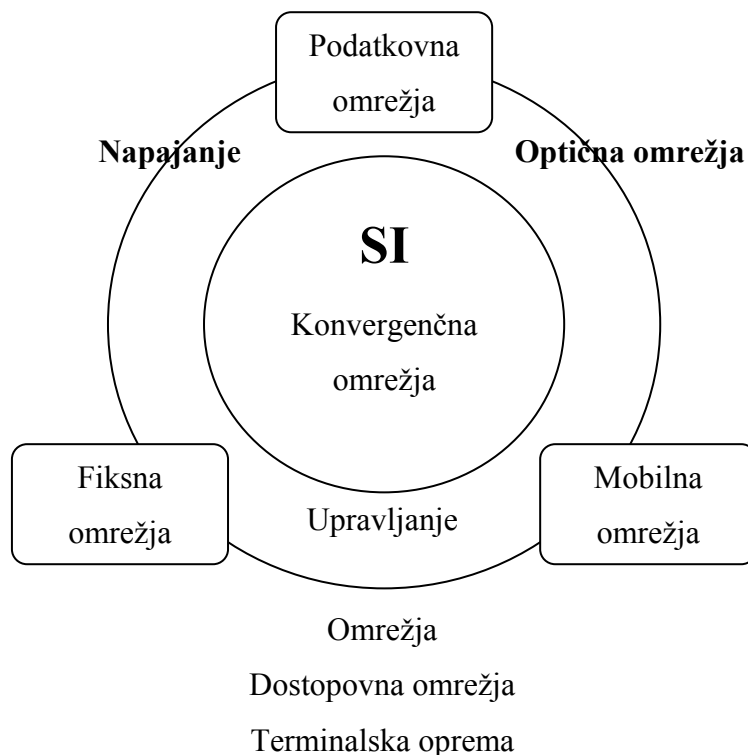 Podatkovna
omrežja
Napajanje
Optična omrežja
SI
Konvergenčna
omrežja
Fiksna
omrežja
Upravljanje
Mobilna
omrežja
Omrežja
Dostopovna omrežja
Terminalska oprema